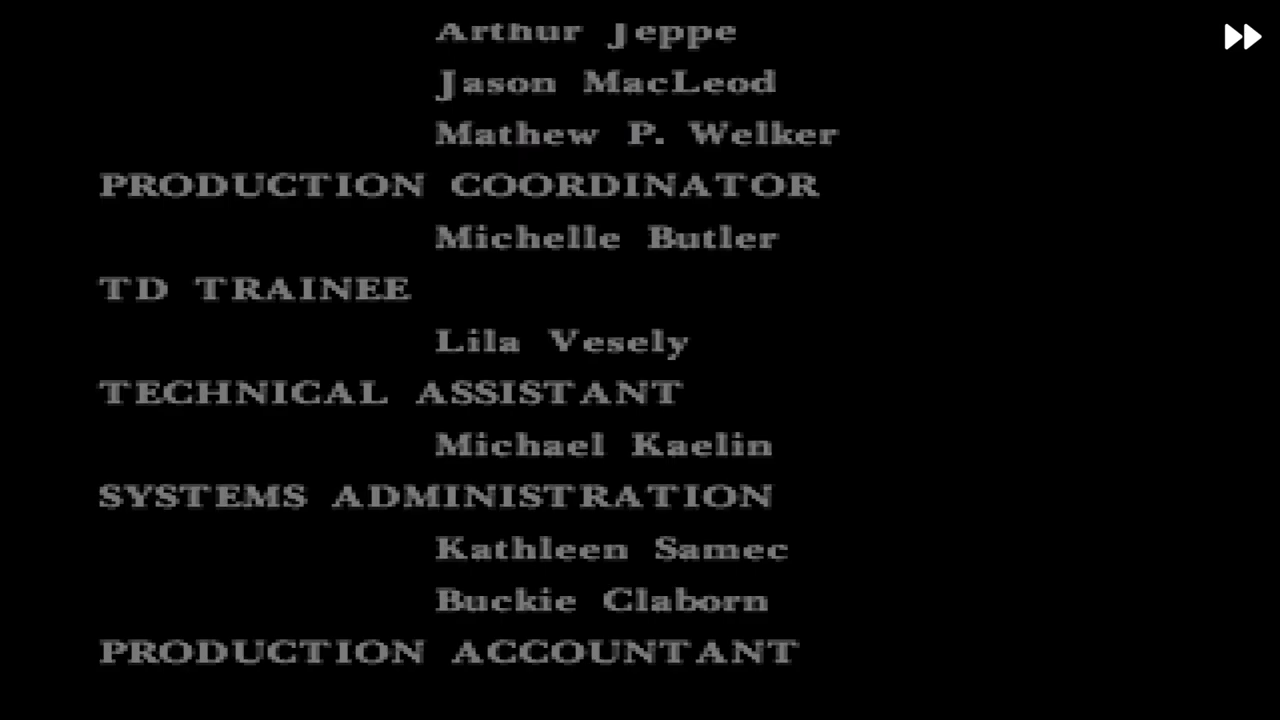 Arthur Jeppe
Jason MacLeod
Mathew P. Welker
PRODUCTION COORDINATOR
Michelle Butler
TD TRAINEE
Lila Vesely
TECHNICAL ASSISTANT
Michael Kaelin
SYSTEMS ADMINISTRATION
Kathleen Samec
Buckie Claborn
PRODUCTION ACCOUNTANT